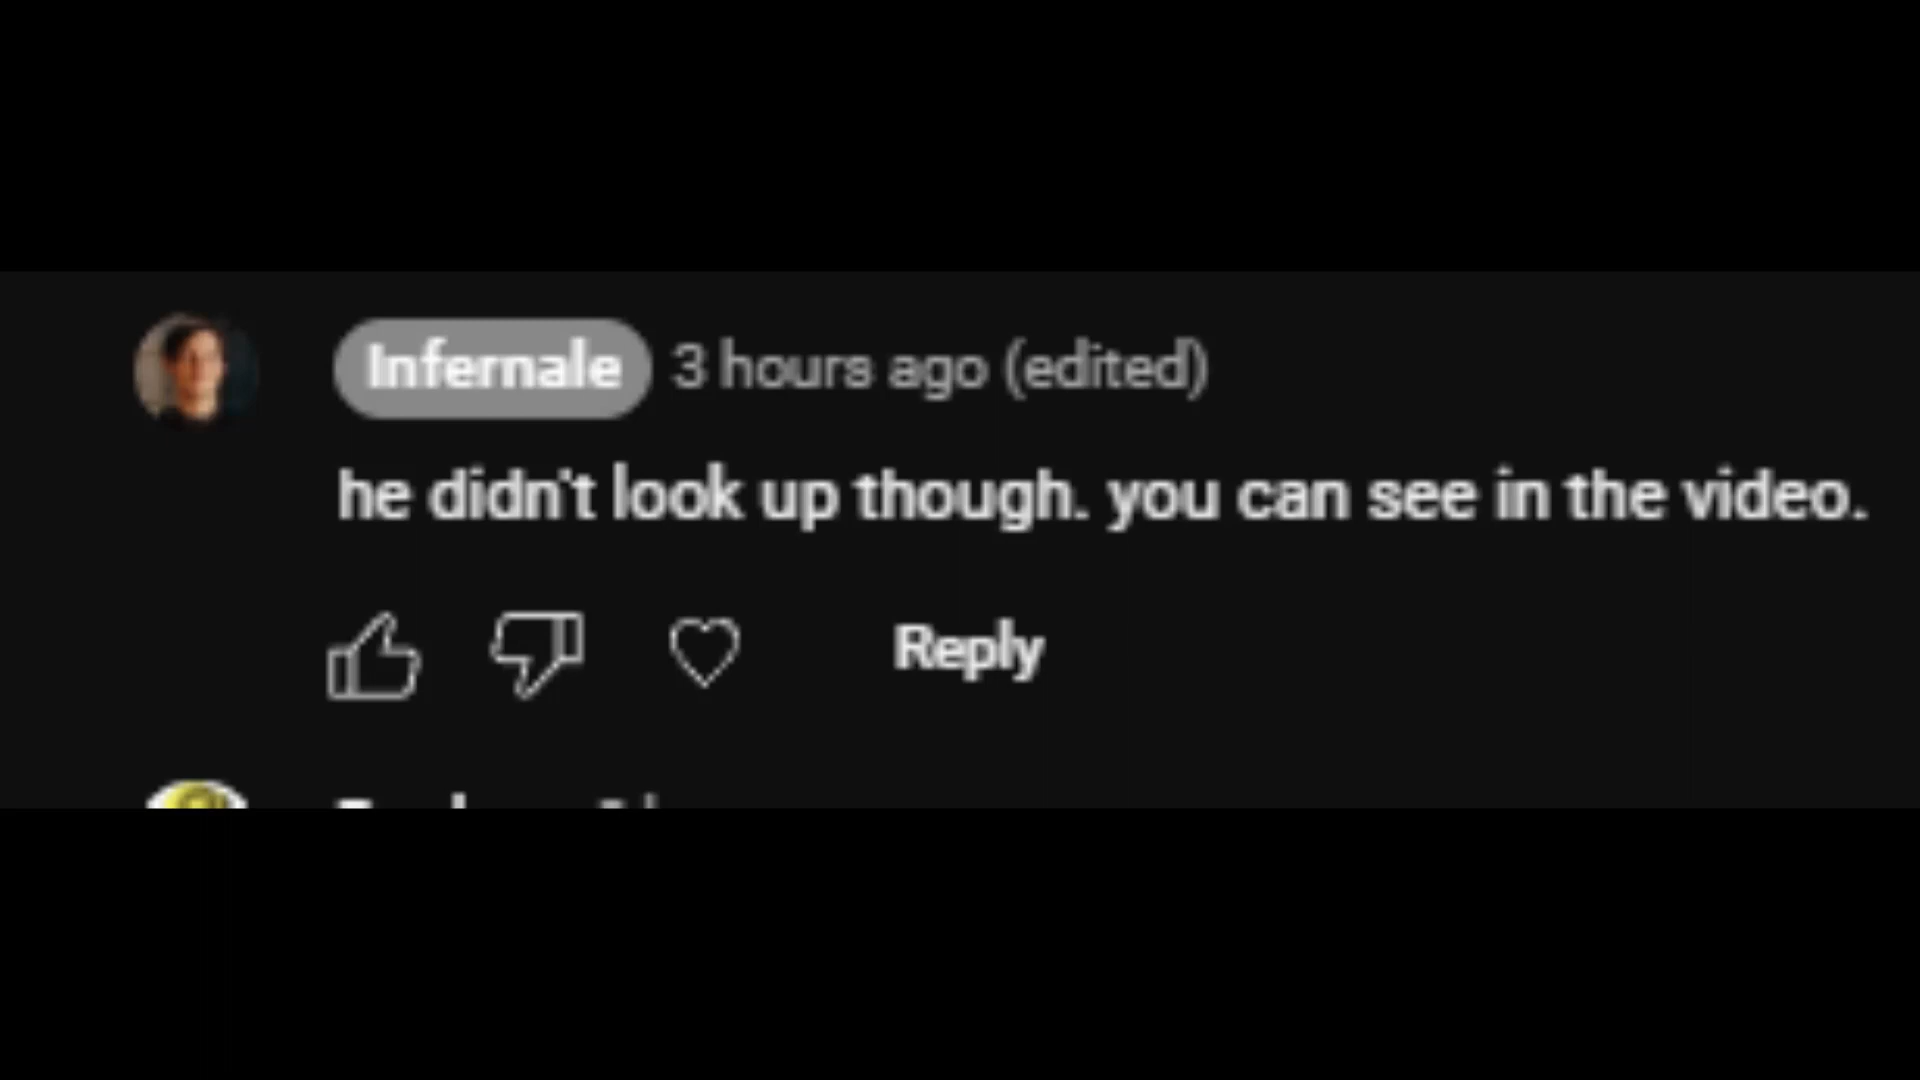 Infernale 3 hours ago (edited)
he didn't look up though. you can see in the video.
Reply